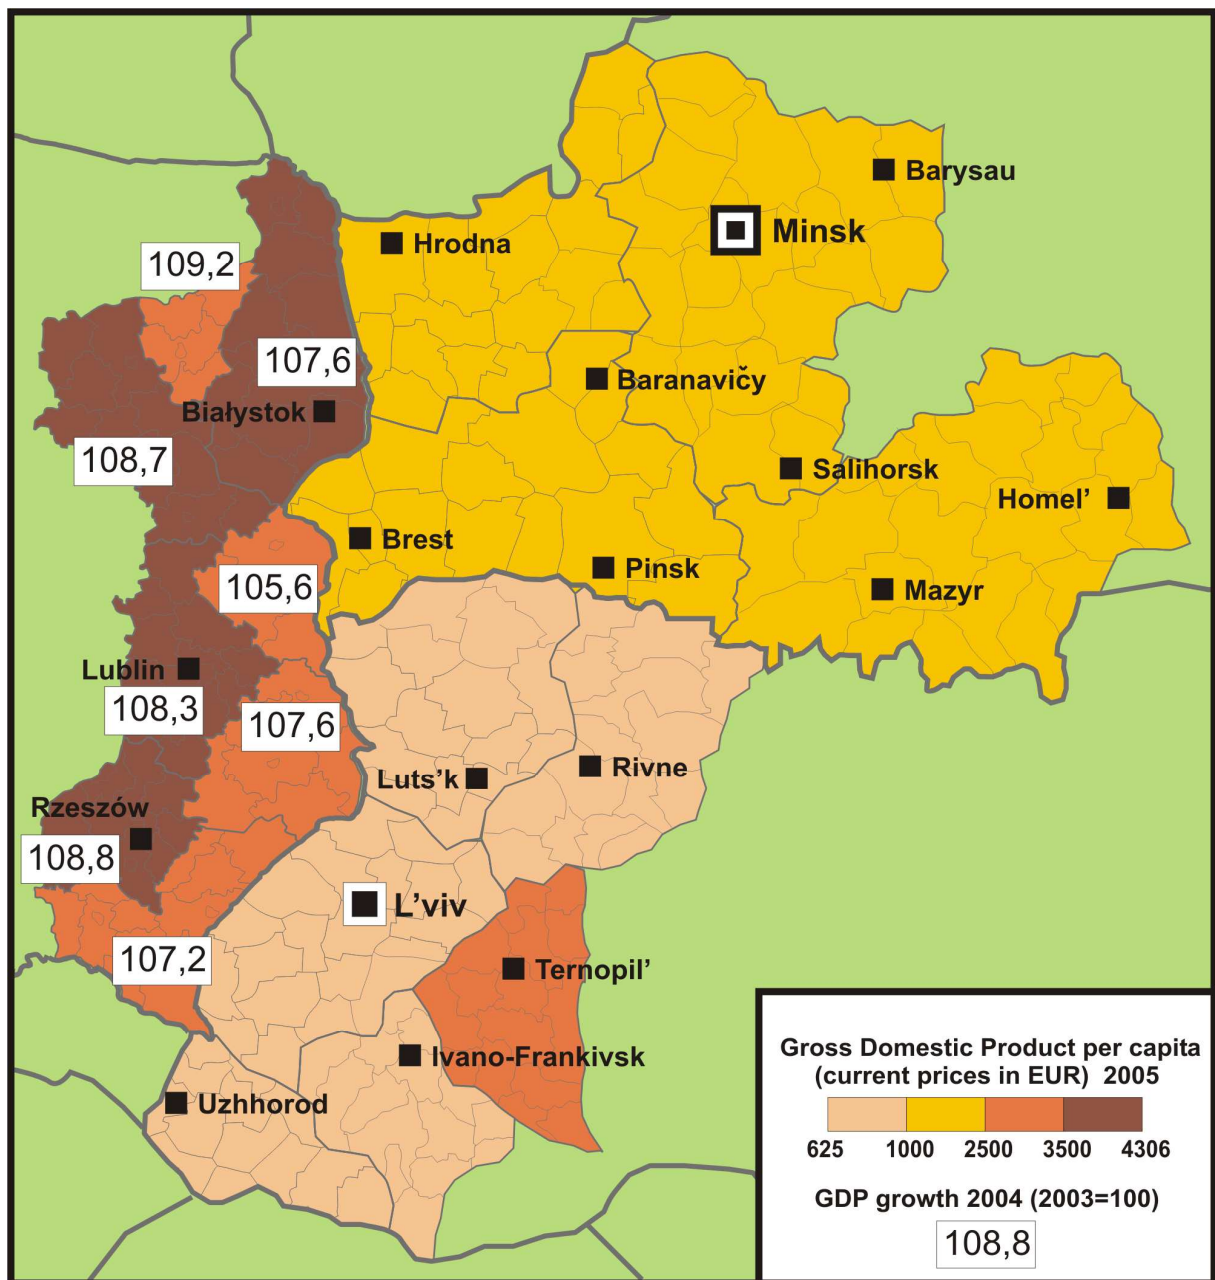 Barysau
Minsk
Hrodna
109,2
107,6
Baranavičy
Białystok
108,7
Salihorsk
Homel’
Brest
Pinsk
105,6
Mazyr
Lublin
108,3
107,6
Luts’k
Rivne
Rzeszów
108,8
L’viv
107,2
Ternopil’
Ivano-Frankivsk
Uzhhorod
Gross Domestic Product per capita
(current prices in EUR) 2005
625 1000 2500 3500 4306
GDP growth 2004 (2003=100)
108,8